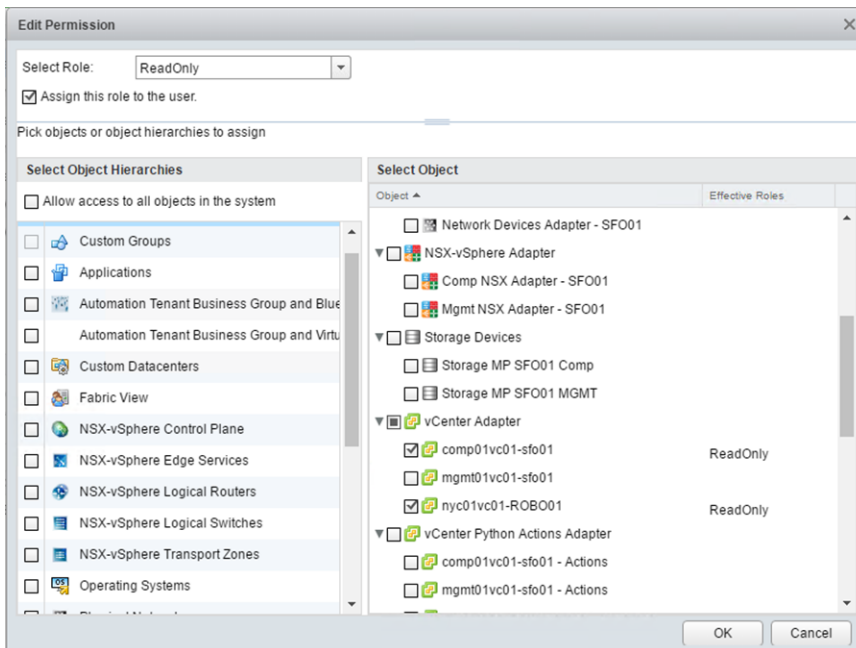 Edit Permission
Select Role:
ReadOnly
Assign this role to the user.
Pick objects or object hierarchies to assign
Select Object Hierarchies
Allow access to all objects in the system
Custom Groups
Applications
Automation Tenant Business Group and Blue
Automation Tenant Business Group and Virtu
Custom Datacenters
Fabric View
NSX-vSphere Control Plane
NSX-vSphere Edge Services
NSX-vSphere Logical Routers
NSX-vSphere Logical Switches
NSX-vSphere Transport Zones
Operating Systems
Select Object
Object Effective Roles
Network Devices Adapter - SFO01
NSX-vSphere Adapter
Comp NSX Adapter - SFO01
Mgmt NSX Adapter - SFO01
Storage Devices
Storage MP SFO01 Comp
Storage MP SFO01 MGMT
vCenter Adapter
comp01vc01-sfo01 ReadOnly
mgmt01vc01-sfo01
nyc01vc01-ROBO01 ReadOnly
vCenter Python Actions Adapter
comp01vc01-sfo01 - Actions
mgmt01vc01-sfo01 - Actions
OK
Cancel